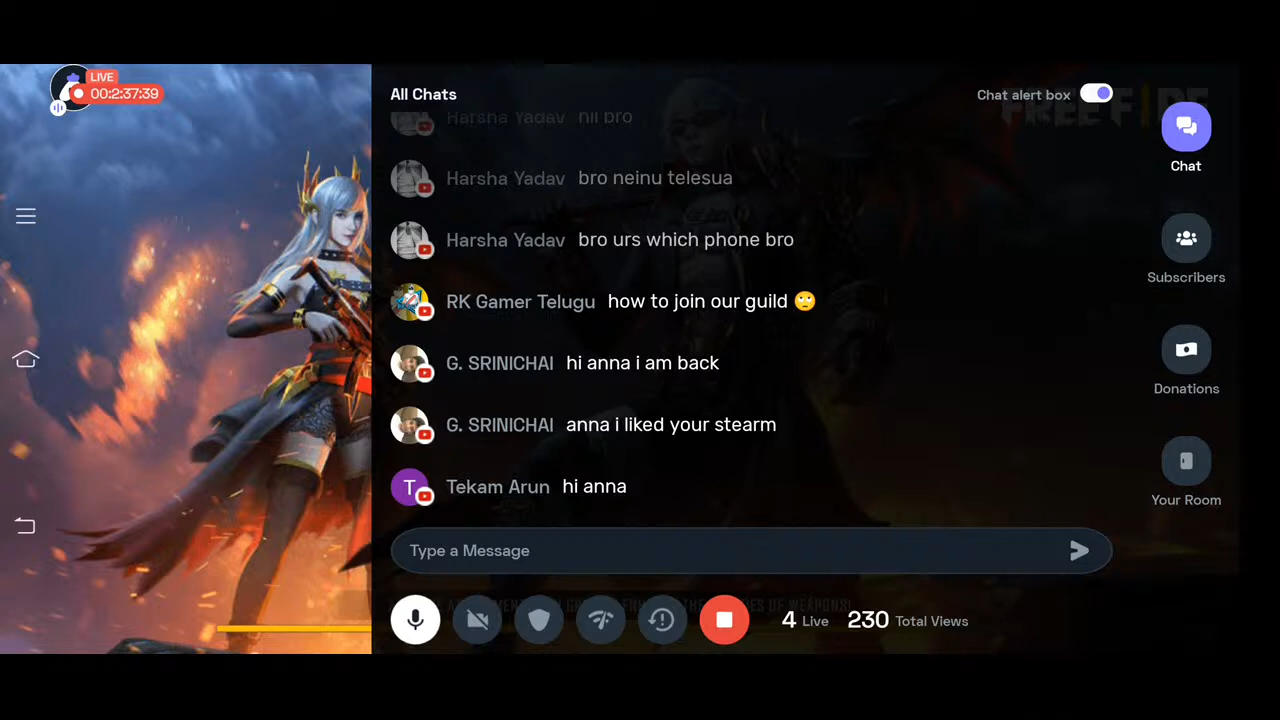 LIVE
00:2:37:39
All Chats
Chat alert box
FREE FIRE
Harsha Yadav hii bro
Chat
Harsha Yadav bro neinu telesua
Harsha Yadav bro urs which phone bro
Subscribers
RK Gamer Telugu how to join our guild 🙄
G. SRINICHAI hi anna i am back
Donations
G. SRINICHAI anna i liked your stearm
T Tekam Arun hi anna
Your Room
Type a Message
4 Live 230 Total Views